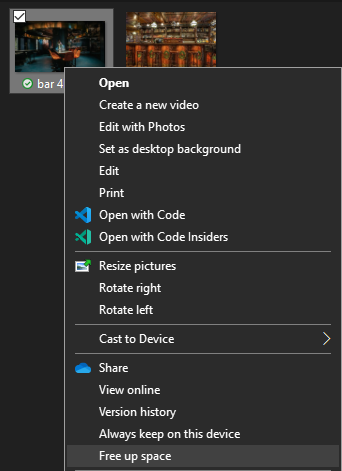 bar 4
Open
Create a new video
Edit with Photos
Set as desktop background
Edit
Print
Open with Code
Open with Code Insiders
Resize pictures
Rotate right
Rotate left
Cast to Device
Share
View online
Version history
Always keep on this device
Free up space